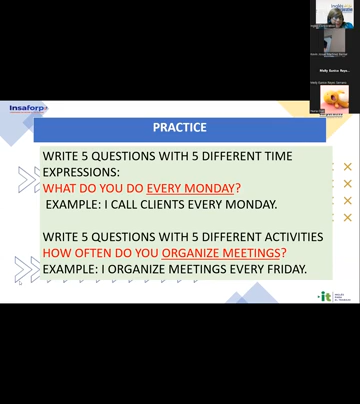 Insaforp
PRACTICE
WRITE 5 QUESTIONS WITH 5 DIFFERENT TIME
EXPRESSIONS:
WHAT DO YOU DO EVERY MONDAY?
EXAMPLE: I CALL CLIENTS EVERY MONDAY.
WRITE 5 QUESTIONS WITH 5 DIFFERENT ACTIVITIES
HOW OFTEN DO YOU ORGANIZE MEETINGS?
EXAMPLE: I ORGANIZE MEETINGS EVERY FRIDAY.
it